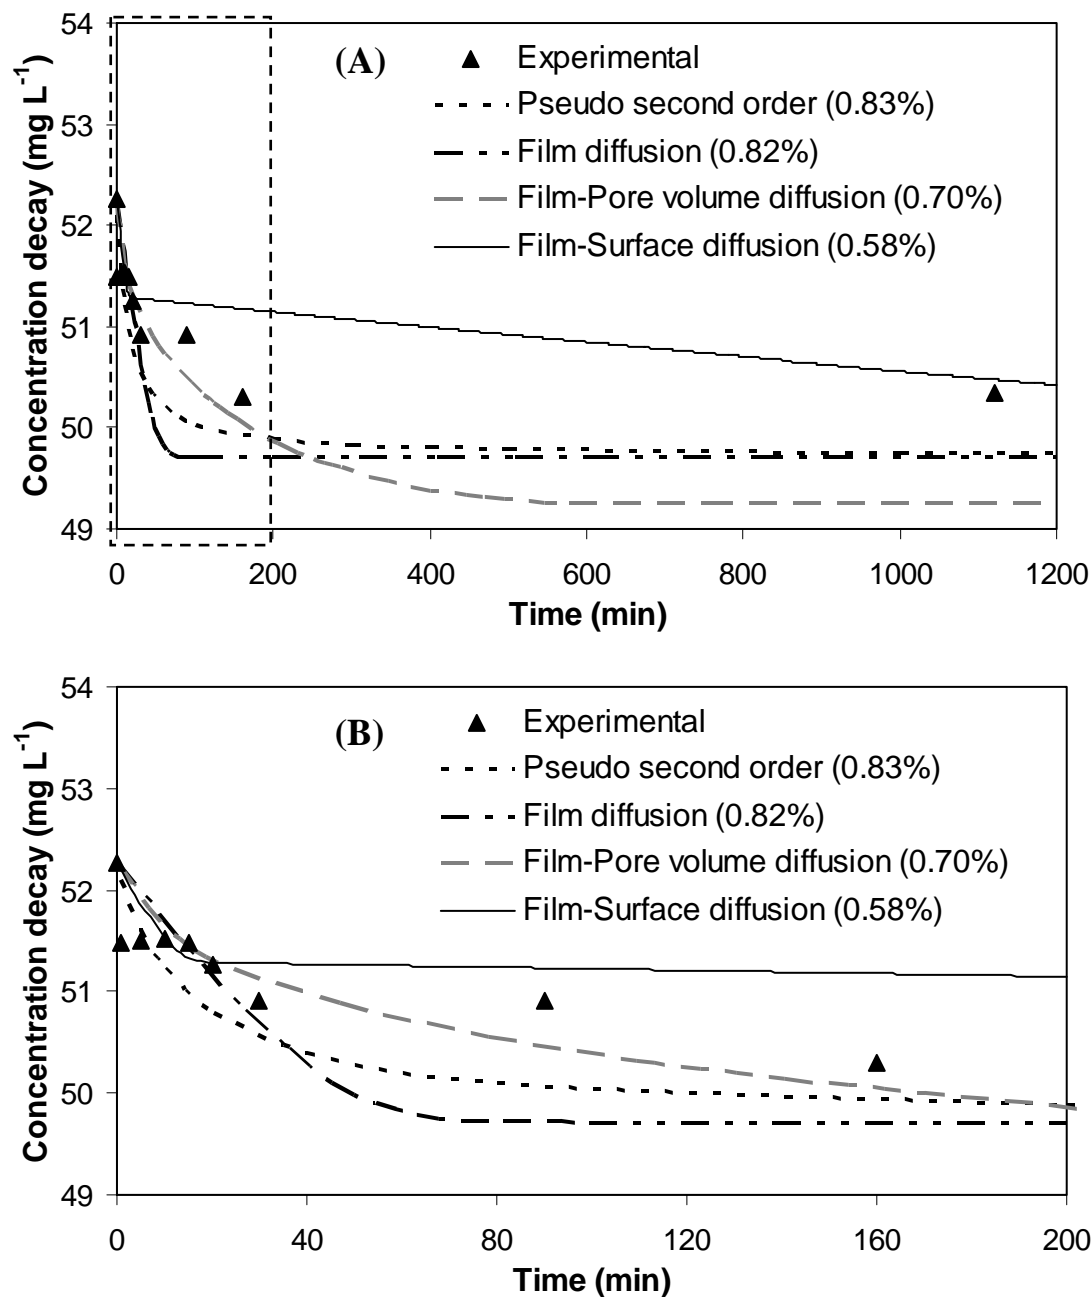 54
53
52
51
50
49
Concentration decay (mg L⁻¹)
(A)
Experimental
Pseudo second order (0.83%)
Film diffusion (0.82%)
Film-Pore volume diffusion (0.70%)
Film-Surface diffusion (0.58%)
0 200 400 600 800 1000 1200
Time (min)
54
53
52
51
50
49
Concentration decay (mg L⁻¹)
(B)
Experimental
Pseudo second order (0.83%)
Film diffusion (0.82%)
Film-Pore volume diffusion (0.70%)
Film-Surface diffusion (0.58%)
0 40 80 120 160 200
Time (min)